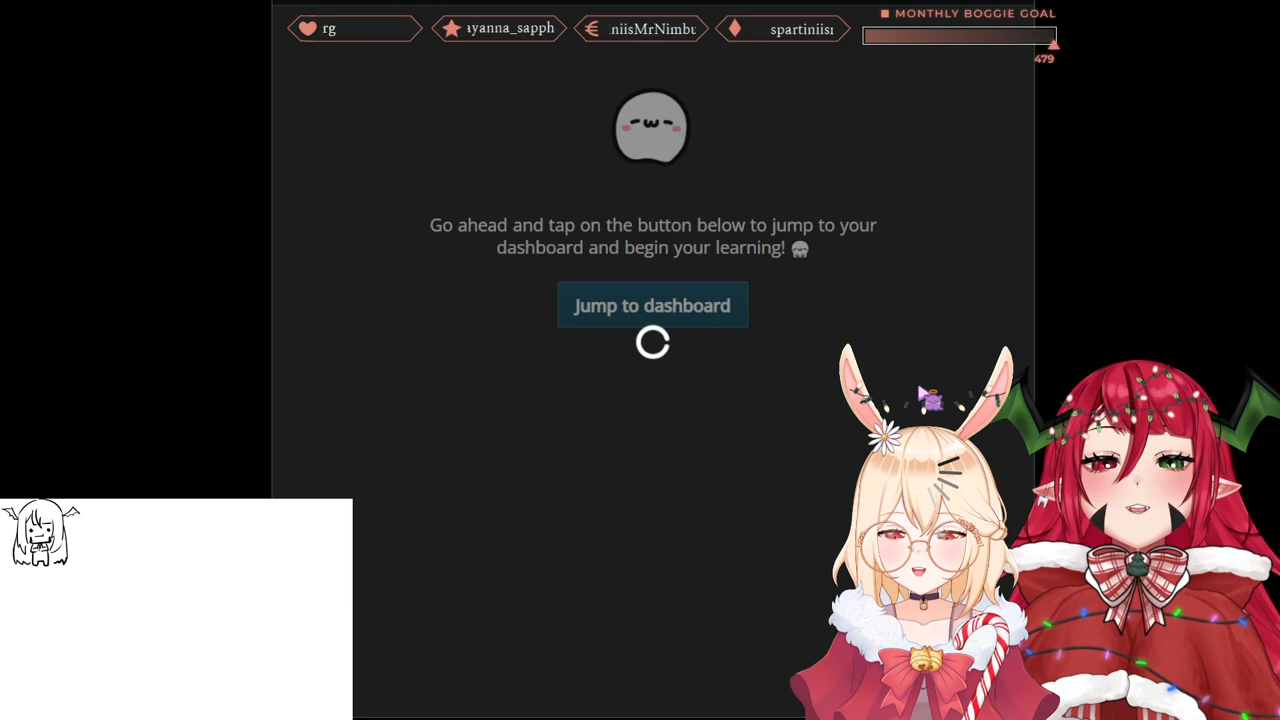 rg
yanna_sapph
niisMrNimbu
spartiniis
MONTHLY BOGGIE GOAL
479
Go ahead and tap on the button below to jump to your
dashboard and begin your learning!
Jump to dashboard